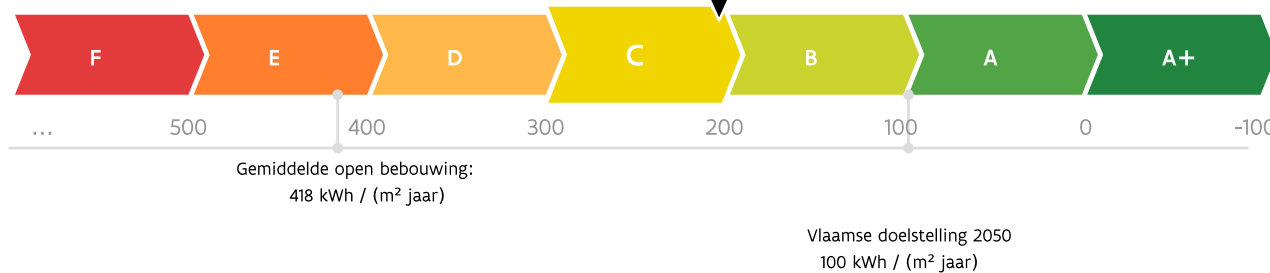 F E D C B A A+
... 500 400 300 200 100 0 -100
Gemiddelde open bebouwing:
418 kWh / (m² jaar)
Vlaamse doelstelling 2050
100 kWh / (m² jaar)